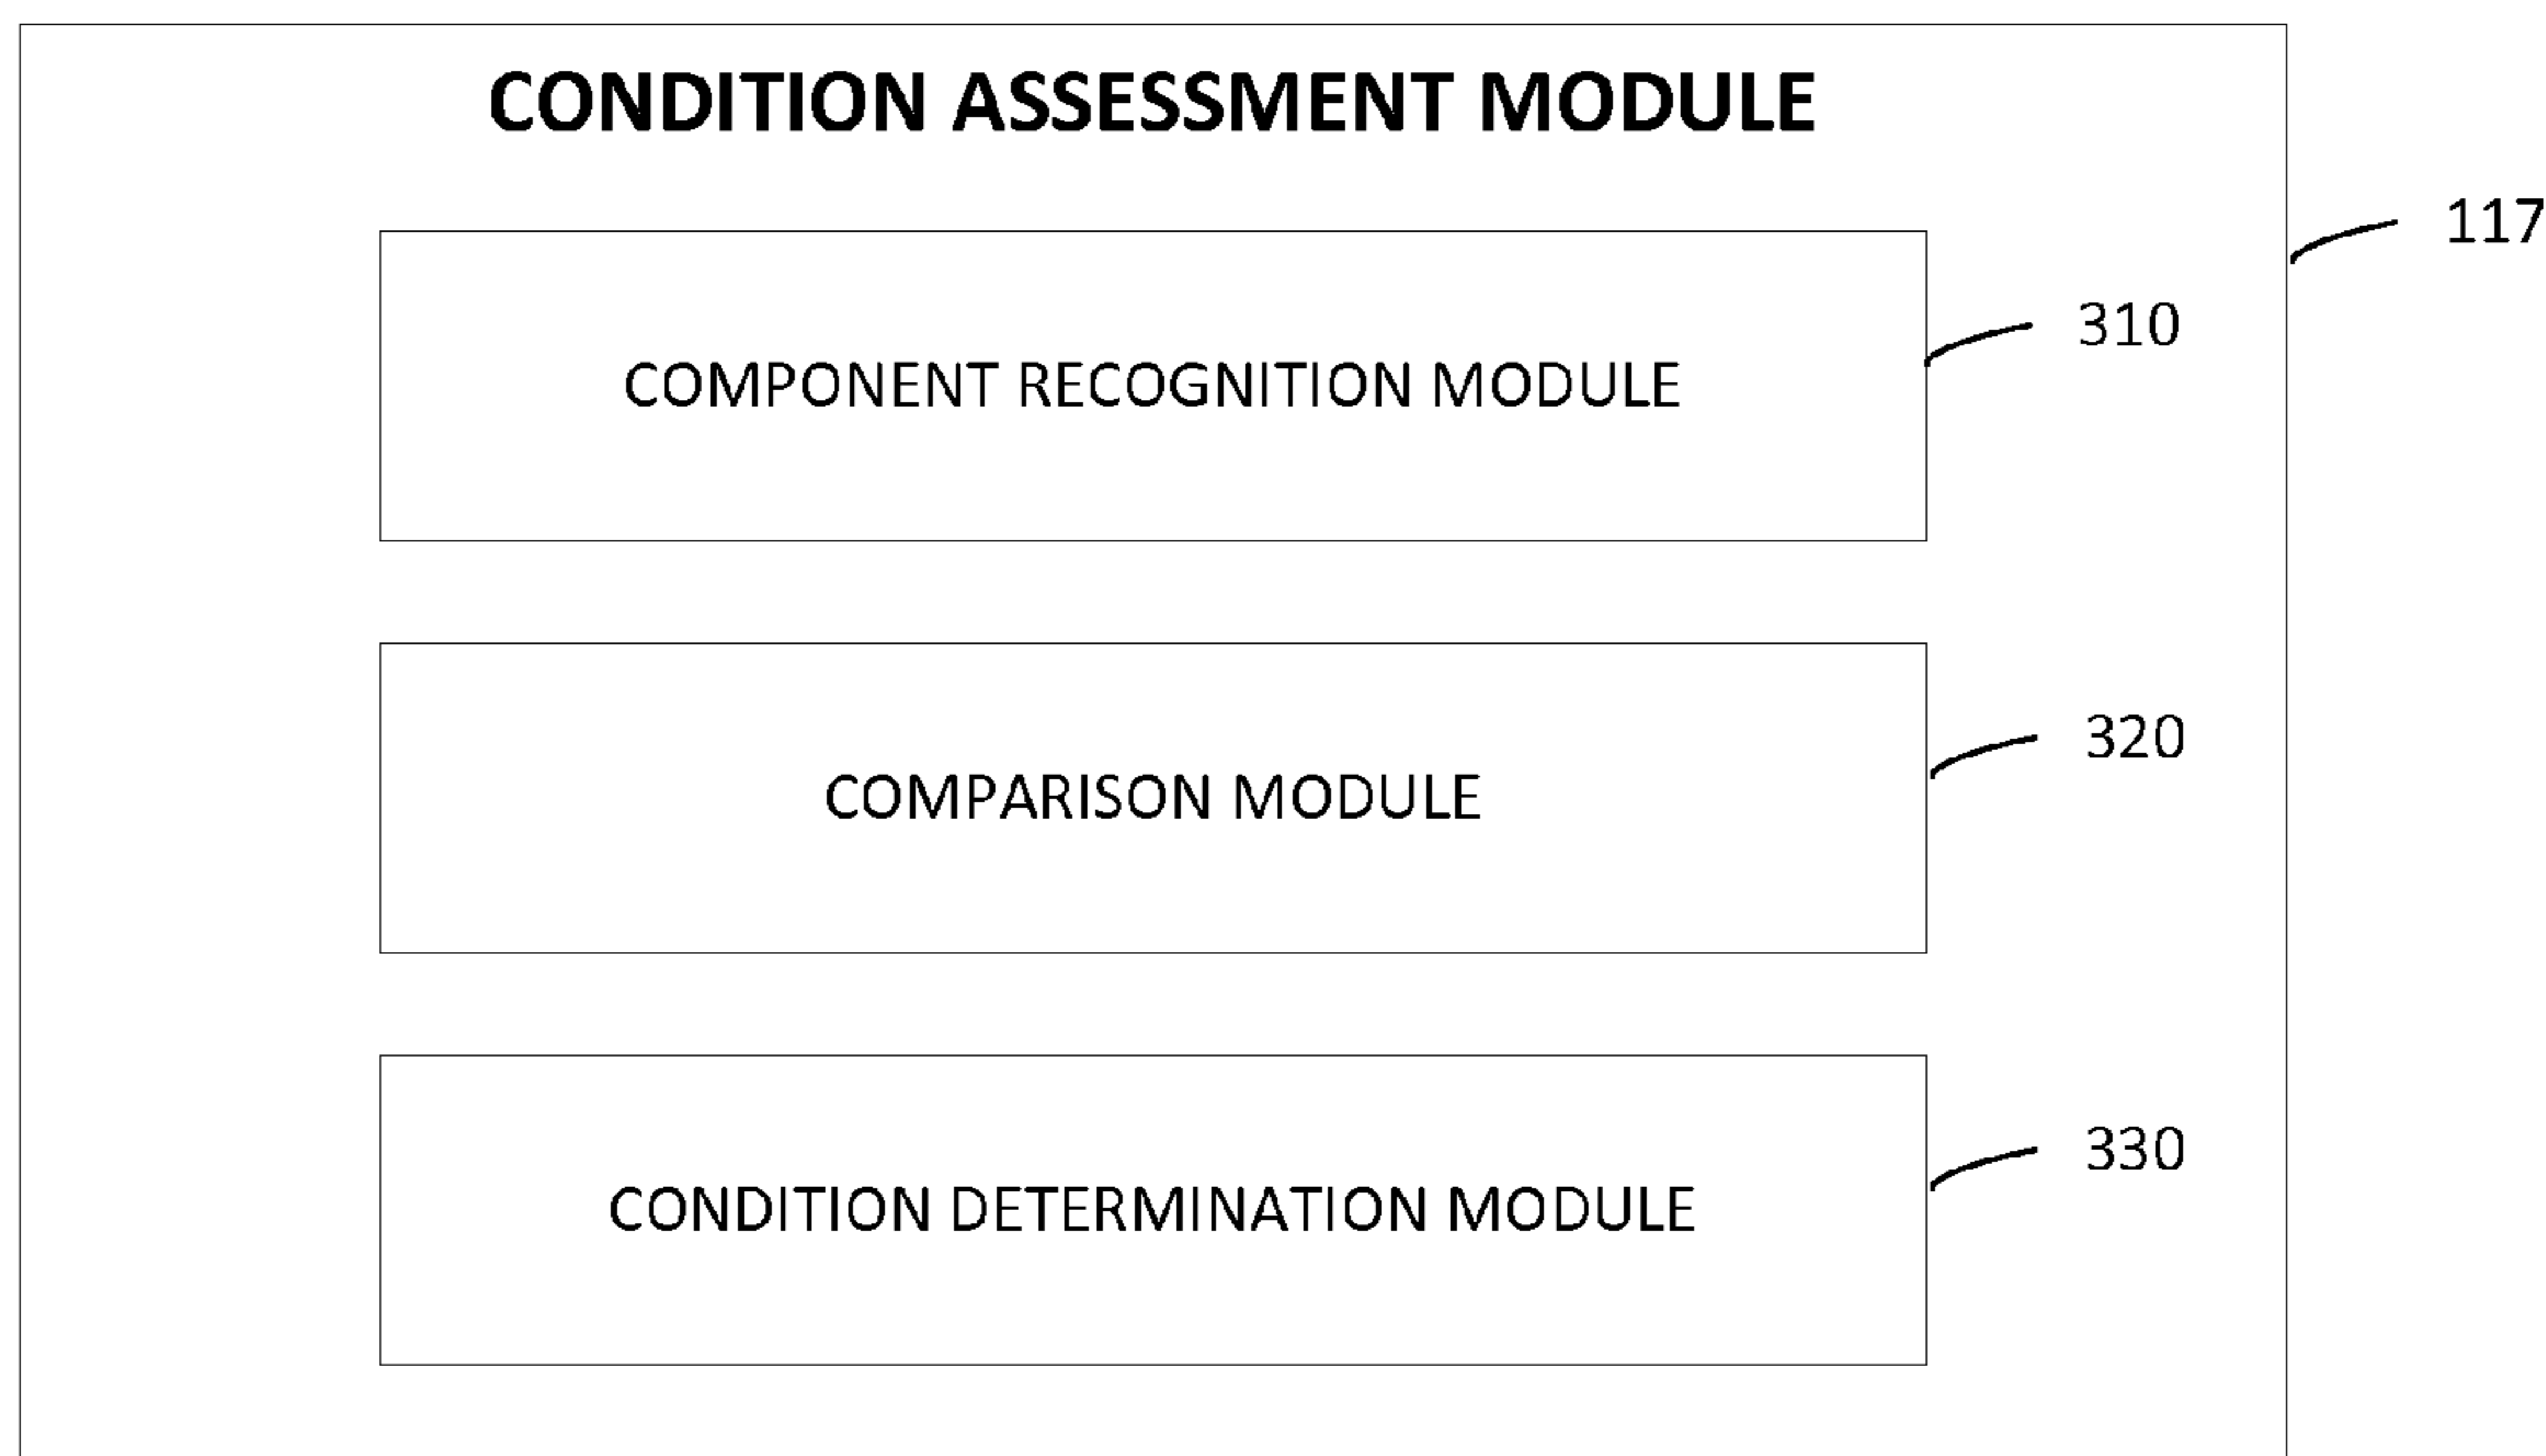 CONDITION ASSESSMENT MODULE
117
310
COMPONENT RECOGNITION MODULE
320
COMPARISON MODULE
330
CONDITION DETERMINATION MODULE